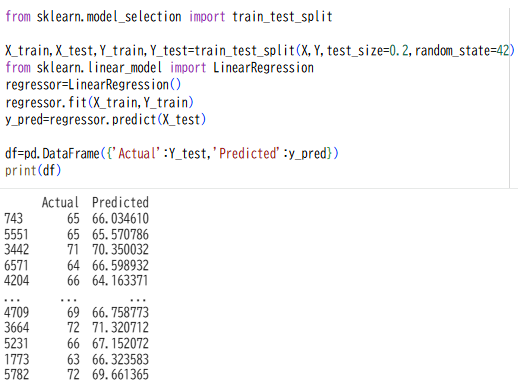 from sklearn.model_selection import train_test_split
X_train,X_test,Y_train,Y_test=train_test_split(X,Y,test_size=0.2,random_state=42)
from sklearn.linear_model import LinearRegression
regressor=LinearRegression()
regressor.fit(X_train,Y_train)
y_pred=regressor.predict(X_test)
df=pd.DataFrame({'Actual':Y_test,'Predicted':y_pred})
print(df)
Actual Predicted
743 65 66.034610
5551 65 65.570786
3442 71 70.350032
6571 64 66.598932
4204 66 64.163371
... ... ...
4709 69 66.758773
3664 72 71.320712
5231 66 67.152072
1773 63 66.323583
5782 72 69.661365